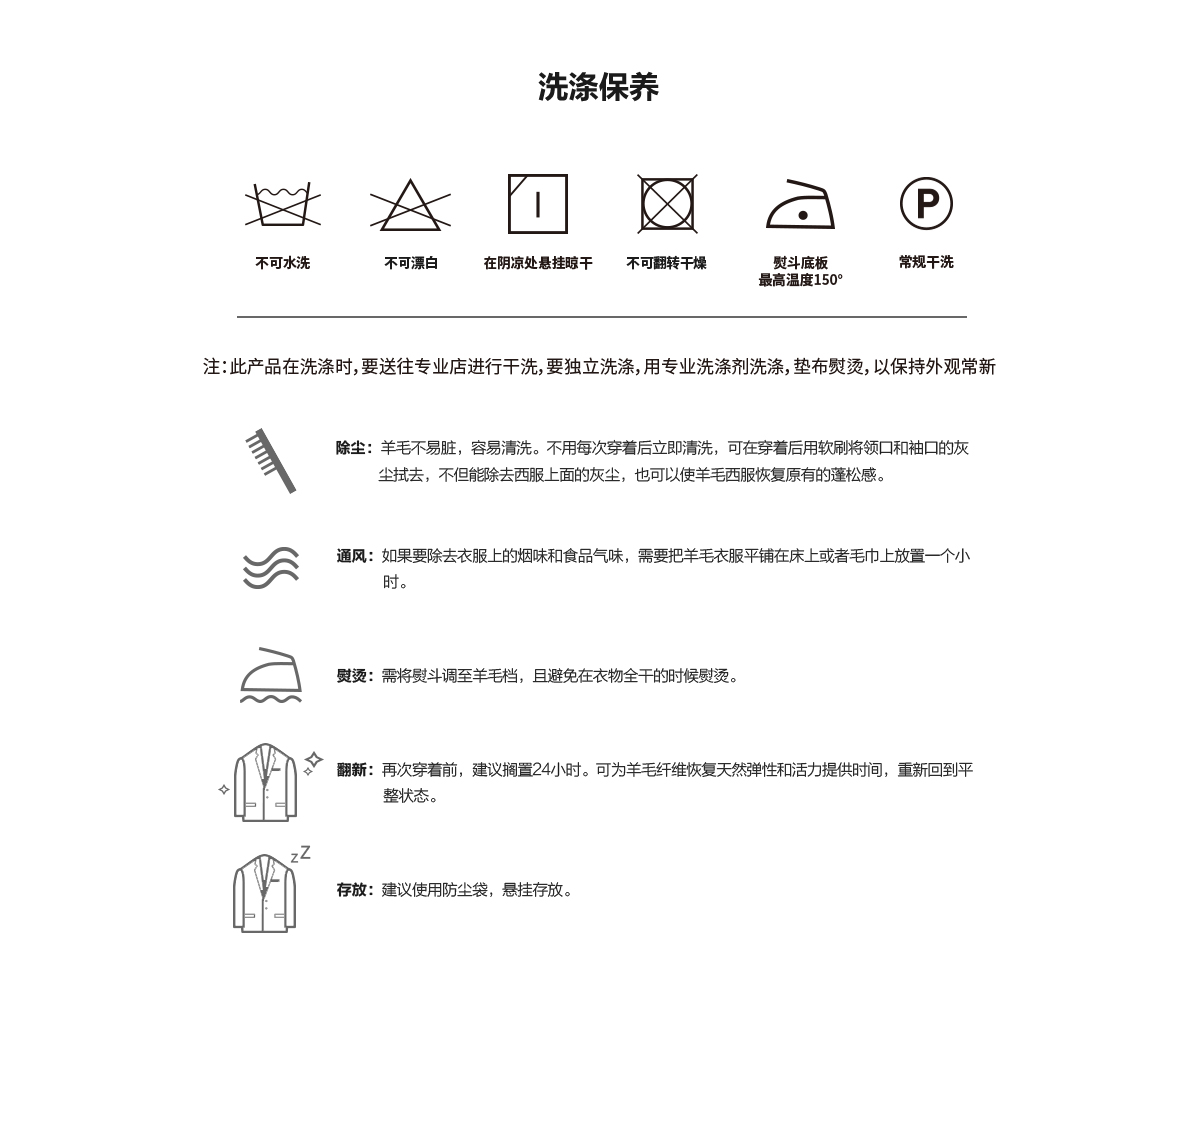 洗涤保养
不可水洗
不可漂白
在阴凉处悬挂晾干
不可翻转干燥
熨斗底板
最高温度150°
常规干洗
P
注:此产品在洗涤时,要送往专业店进行干洗,要独立洗涤,用专业洗涤剂洗涤,垫布熨烫,以保持外观常新
除尘：羊毛不易脏，容易清洗。不用每次穿着后立即清洗，可在穿着后用软刷将领口和袖口的灰
尘拭去，不但能除去西服上面的灰尘，也可以使羊毛西服恢复原有的蓬松感。
通风：如果要除去衣服上的烟味和食品气味，需要把羊毛衣服平铺在床上或者毛巾上放置一个小
时。
熨烫：需将熨斗调至羊毛档，且避免在衣物全干的时候熨烫。
翻新：再次穿着前，建议搁置24小时。可为羊毛纤维恢复天然弹性和活力提供时间，重新回到平
整状态。
zZ
存放：建议使用防尘袋，悬挂存放。